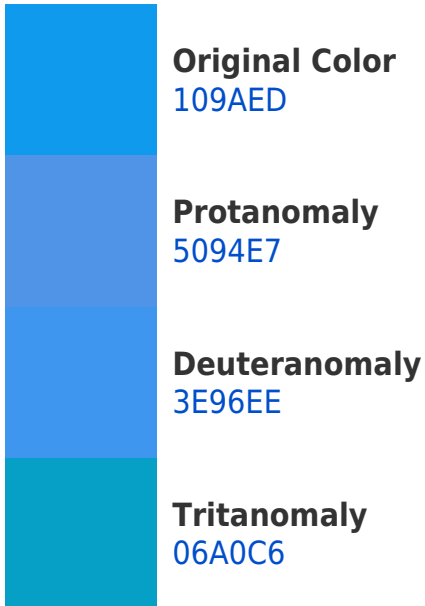 Original Color
109AED
Protanomaly
5094E7
Deuteranomaly
3E96EE
Tritanomaly
06A0C6